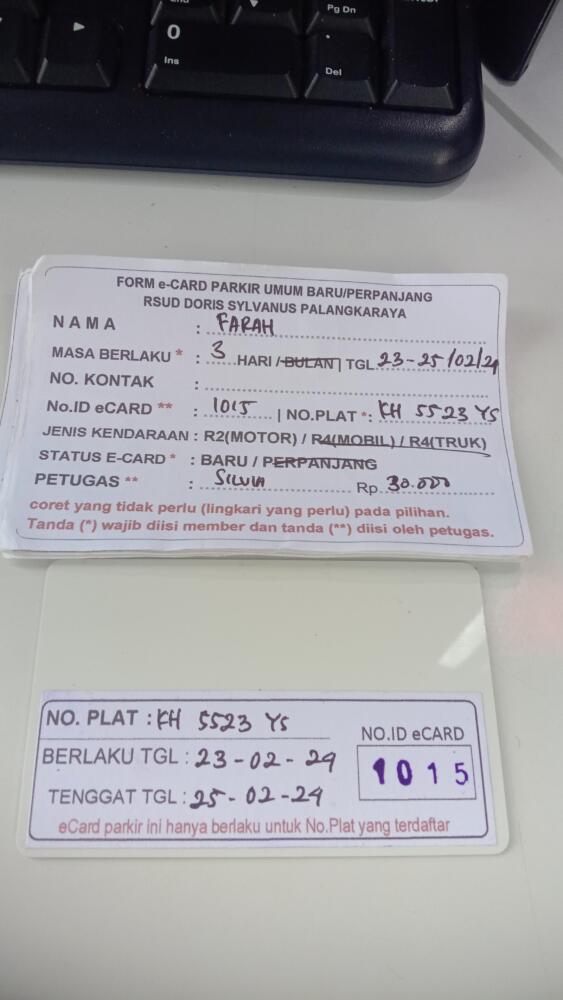 Pg Dn
0
Ins
.
Del
FORM e-CARD PARKIR UMUM BARU/PERPANJANG
RSUD DORIS SYLVANUS PALANGKARAYA
NAMA : FARAH
MASA BERLAKU * : 3 HARI / BULAN | TGL 23-25/02/24
NO. KONTAK :
No.ID eCARD ** : 1015 | NO.PLAT *: KH 5523 YS
JENIS KENDARAAN : R2(MOTOR) / R4(MOBIL) / R4(TRUK)
STATUS E-CARD * : BARU / PERPANJANG
PETUGAS ** : SILVIA Rp 30.000
coret yang tidak perlu (lingkari yang perlu) pada pilihan.
Tanda (*) wajib diisi member dan tanda (**) diisi oleh petugas.
NO. PLAT : KH 5523 YS
NO.ID eCARD
BERLAKU TGL : 23-02-24
1015
TENGGAT TGL : 25-02-24
eCard parkir ini hanya berlaku untuk No.Plat yang terdaftar